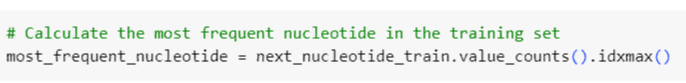 # Calculate the most frequent nucleotide in the training set
most_frequent_nucleotide = next_nucleotide_train.value_counts().idxmax()